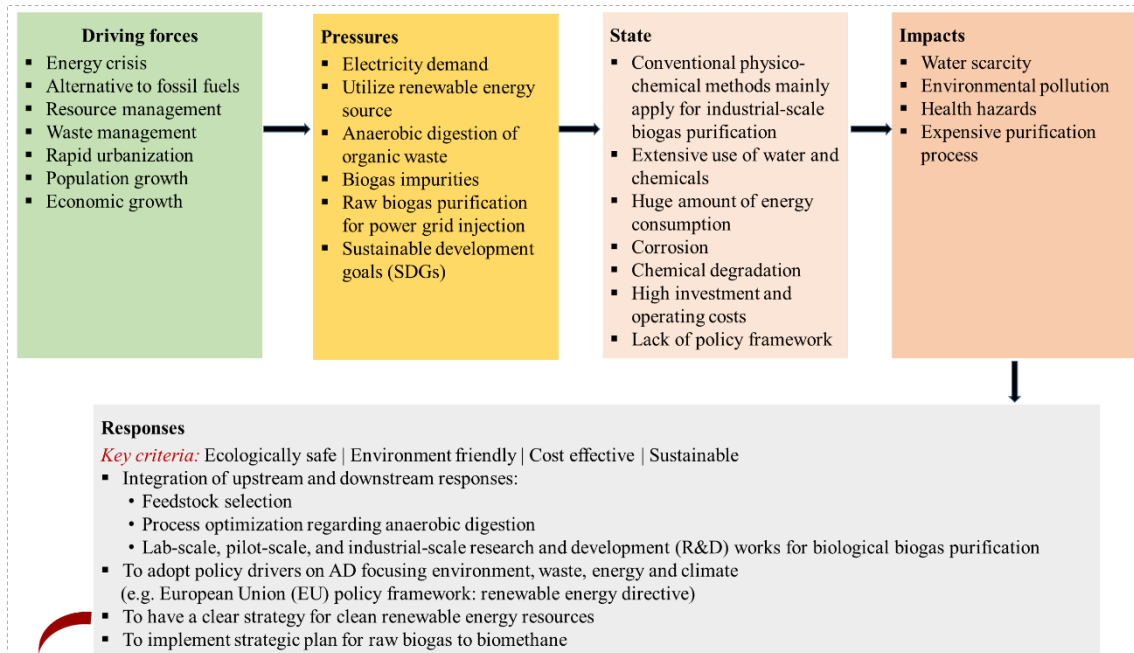 Driving forces
▪ Energy crisis
▪ Alternative to fossil fuels
▪ Resource management
▪ Waste management
▪ Rapid urbanization
▪ Population growth
▪ Economic growth
Pressures
▪ Electricity demand
▪ Utilize renewable energy
source
▪ Anaerobic digestion of
organic waste
▪ Biogas impurities
▪ Raw biogas purification
for power grid injection
▪ Sustainable development
goals (SDGs)
State
▪ Conventional physico-
chemical methods mainly
apply for industrial-scale
biogas purification
▪ Extensive use of water and
chemicals
▪ Huge amount of energy
consumption
▪ Corrosion
▪ Chemical degradation
▪ High investment and
operating costs
▪ Lack of policy framework
Impacts
▪ Water scarcity
▪ Environmental pollution
▪ Health hazards
▪ Expensive purification
process
Responses
Key criteria: Ecologically safe | Environment friendly | Cost effective | Sustainable
▪ Integration of upstream and downstream responses:
• Feedstock selection
• Process optimization regarding anaerobic digestion
• Lab-scale, pilot-scale, and industrial-scale research and development (R&D) works for biological biogas purification
▪ To adopt policy drivers on AD focusing environment, waste, energy and climate
(e.g. European Union (EU) policy framework: renewable energy directive)
▪ To have a clear strategy for clean renewable energy resources
▪ To implement strategic plan for raw biogas to biomethane